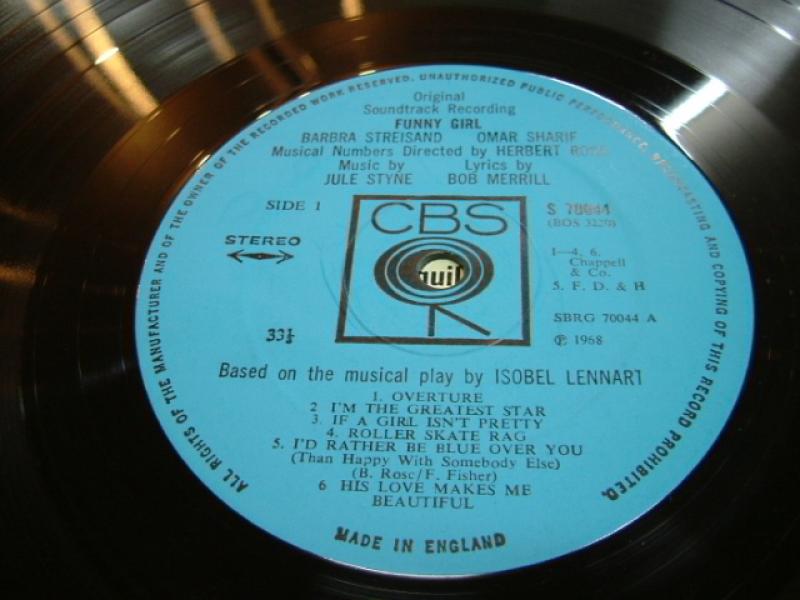 ALL RIGHTS OF THE MANUFACTURER AND OF THE OWNER OF THE RECORDED WORK RESERVED. UNAUTHORIZED PUBLIC PERFORMANCE, BROADCASTING AND COPYING OF THIS RECORD PROHIBITED.
Original
Soundtrack Recording
FUNNY GIRL
BARBRA STREISAND OMAR SHARIF
Musical Numbers Directed by HERBERT ROSS
Music by Lyrics by
JULE STYNE BOB MERRILL
SIDE 1
CBS
S 70044
(BOS 3220)
STEREO
quil
1—4, 6.
Chappell
& Co.
5. F. D. & H
SBRG 70044 A
33⅓
℗ 1968
Based on the musical play by ISOBEL LENNART
1. OVERTURE
2 I'M THE GREATEST STAR
3. IF A GIRL ISN'T PRETTY
4. ROLLER SKATE RAG
5. I'D RATHER BE BLUE OVER YOU
(Than Happy With Somebody Else)
(B. Rose/F. Fisher)
6 HIS LOVE MAKES ME
BEAUTIFUL
MADE IN ENGLAND